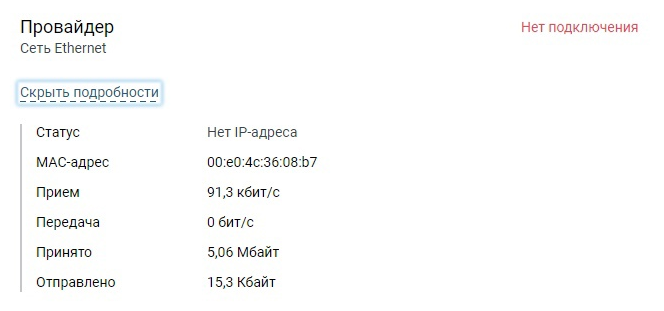 Провайдер
Нет подключения
Сеть Ethernet
Скрыть подробности
Статус Нет IP-адреса
MAC-адрес 00:e0:4c:36:08:b7
Прием 91,3 кбит/с
Передача 0 бит/с
Принято 5,06 Мбайт
Отправлено 15,3 Кбайт